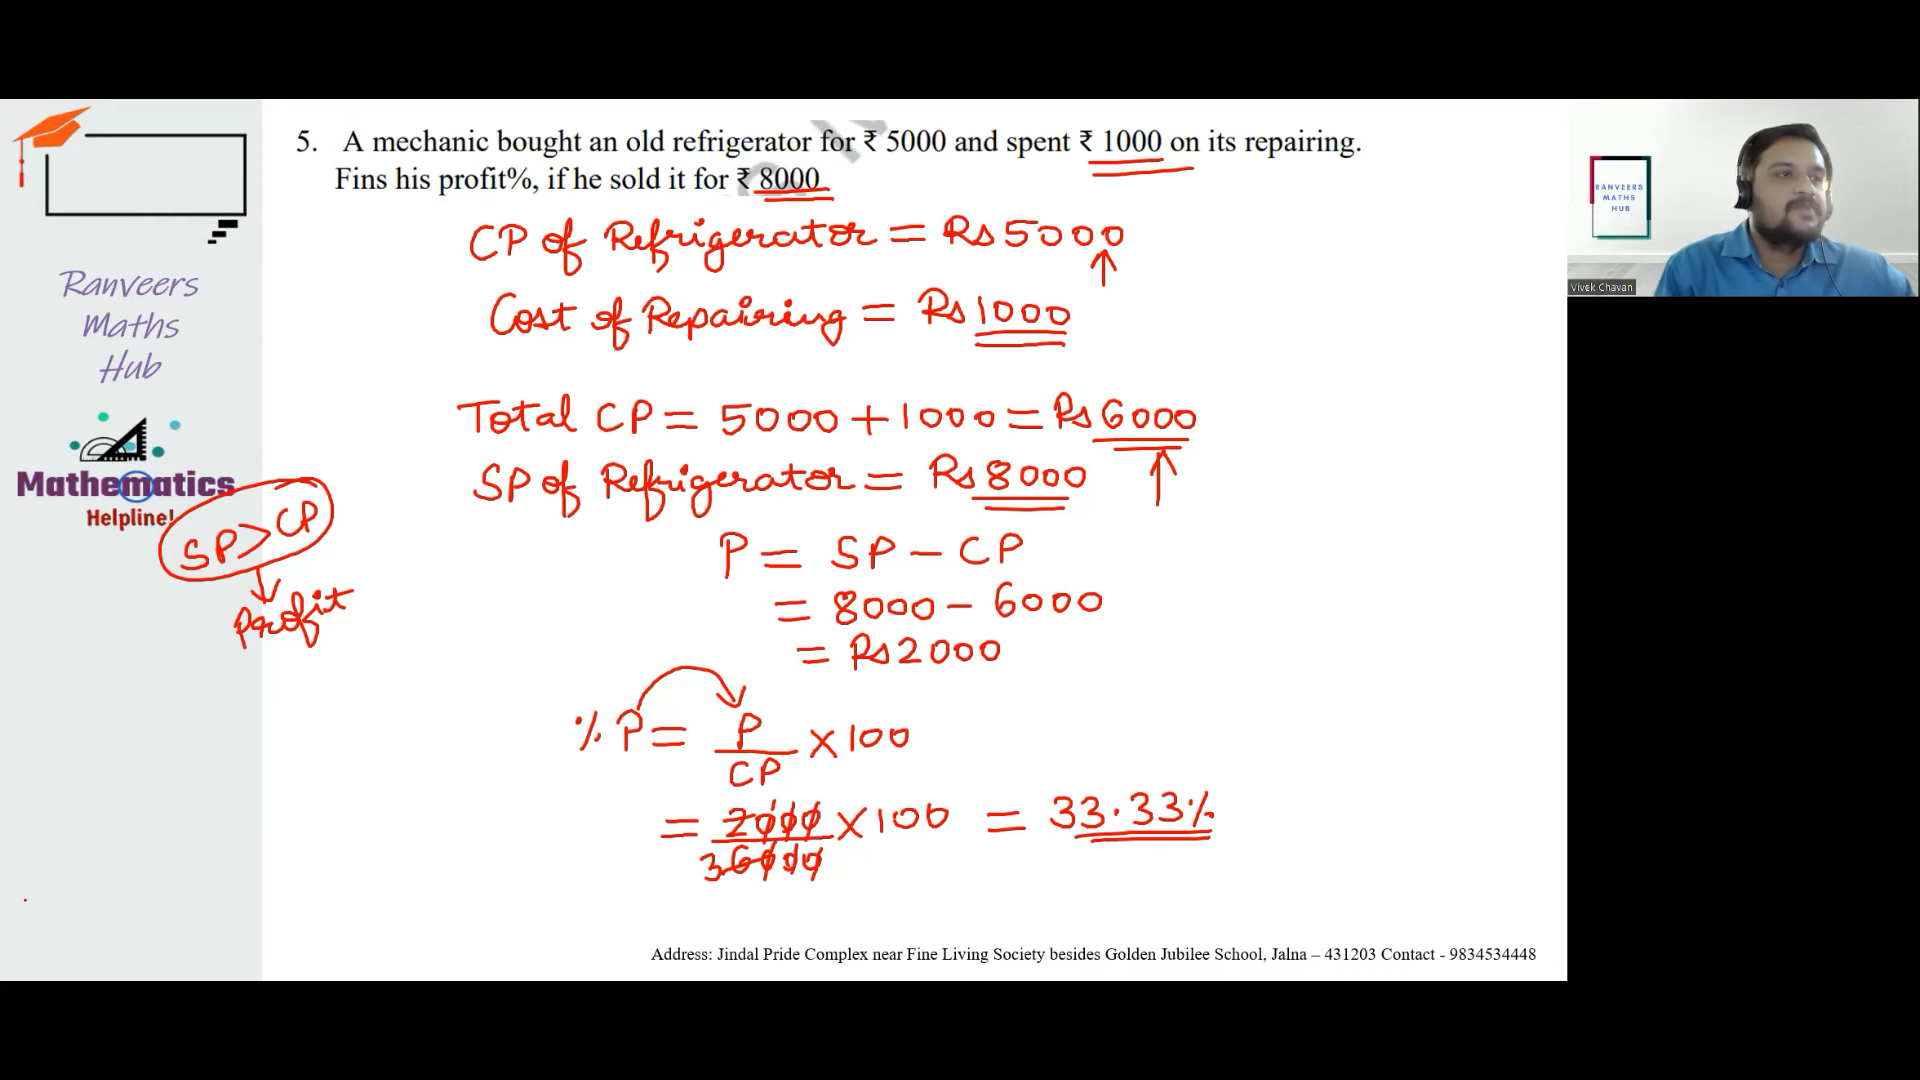 5. A mechanic bought an old refrigerator for ₹ 5000 and spent ₹ 1000 on its repairing.
Fins his profit%, if he sold it for ₹ 8000
CP of Refrigerator = Rs 5000
Cost of Repairing = Rs 1000
Total CP = 5000 + 1000 = Rs 6000
SP of Refrigerator = Rs 8000
P = SP - CP
= 8000 - 6000
= Rs 2000
% P = P/CP × 100
= 2000/6000 × 100 = 33.33%
3
Ranveers
Maths
Hub
Mathematics
Helpline!
SP > CP
Profit
RANVEERS
MATHS
HUB
Vivek Chavan
Address: Jindal Pride Complex near Fine Living Society besides Golden Jubilee School, Jalna – 431203 Contact - 9834534448